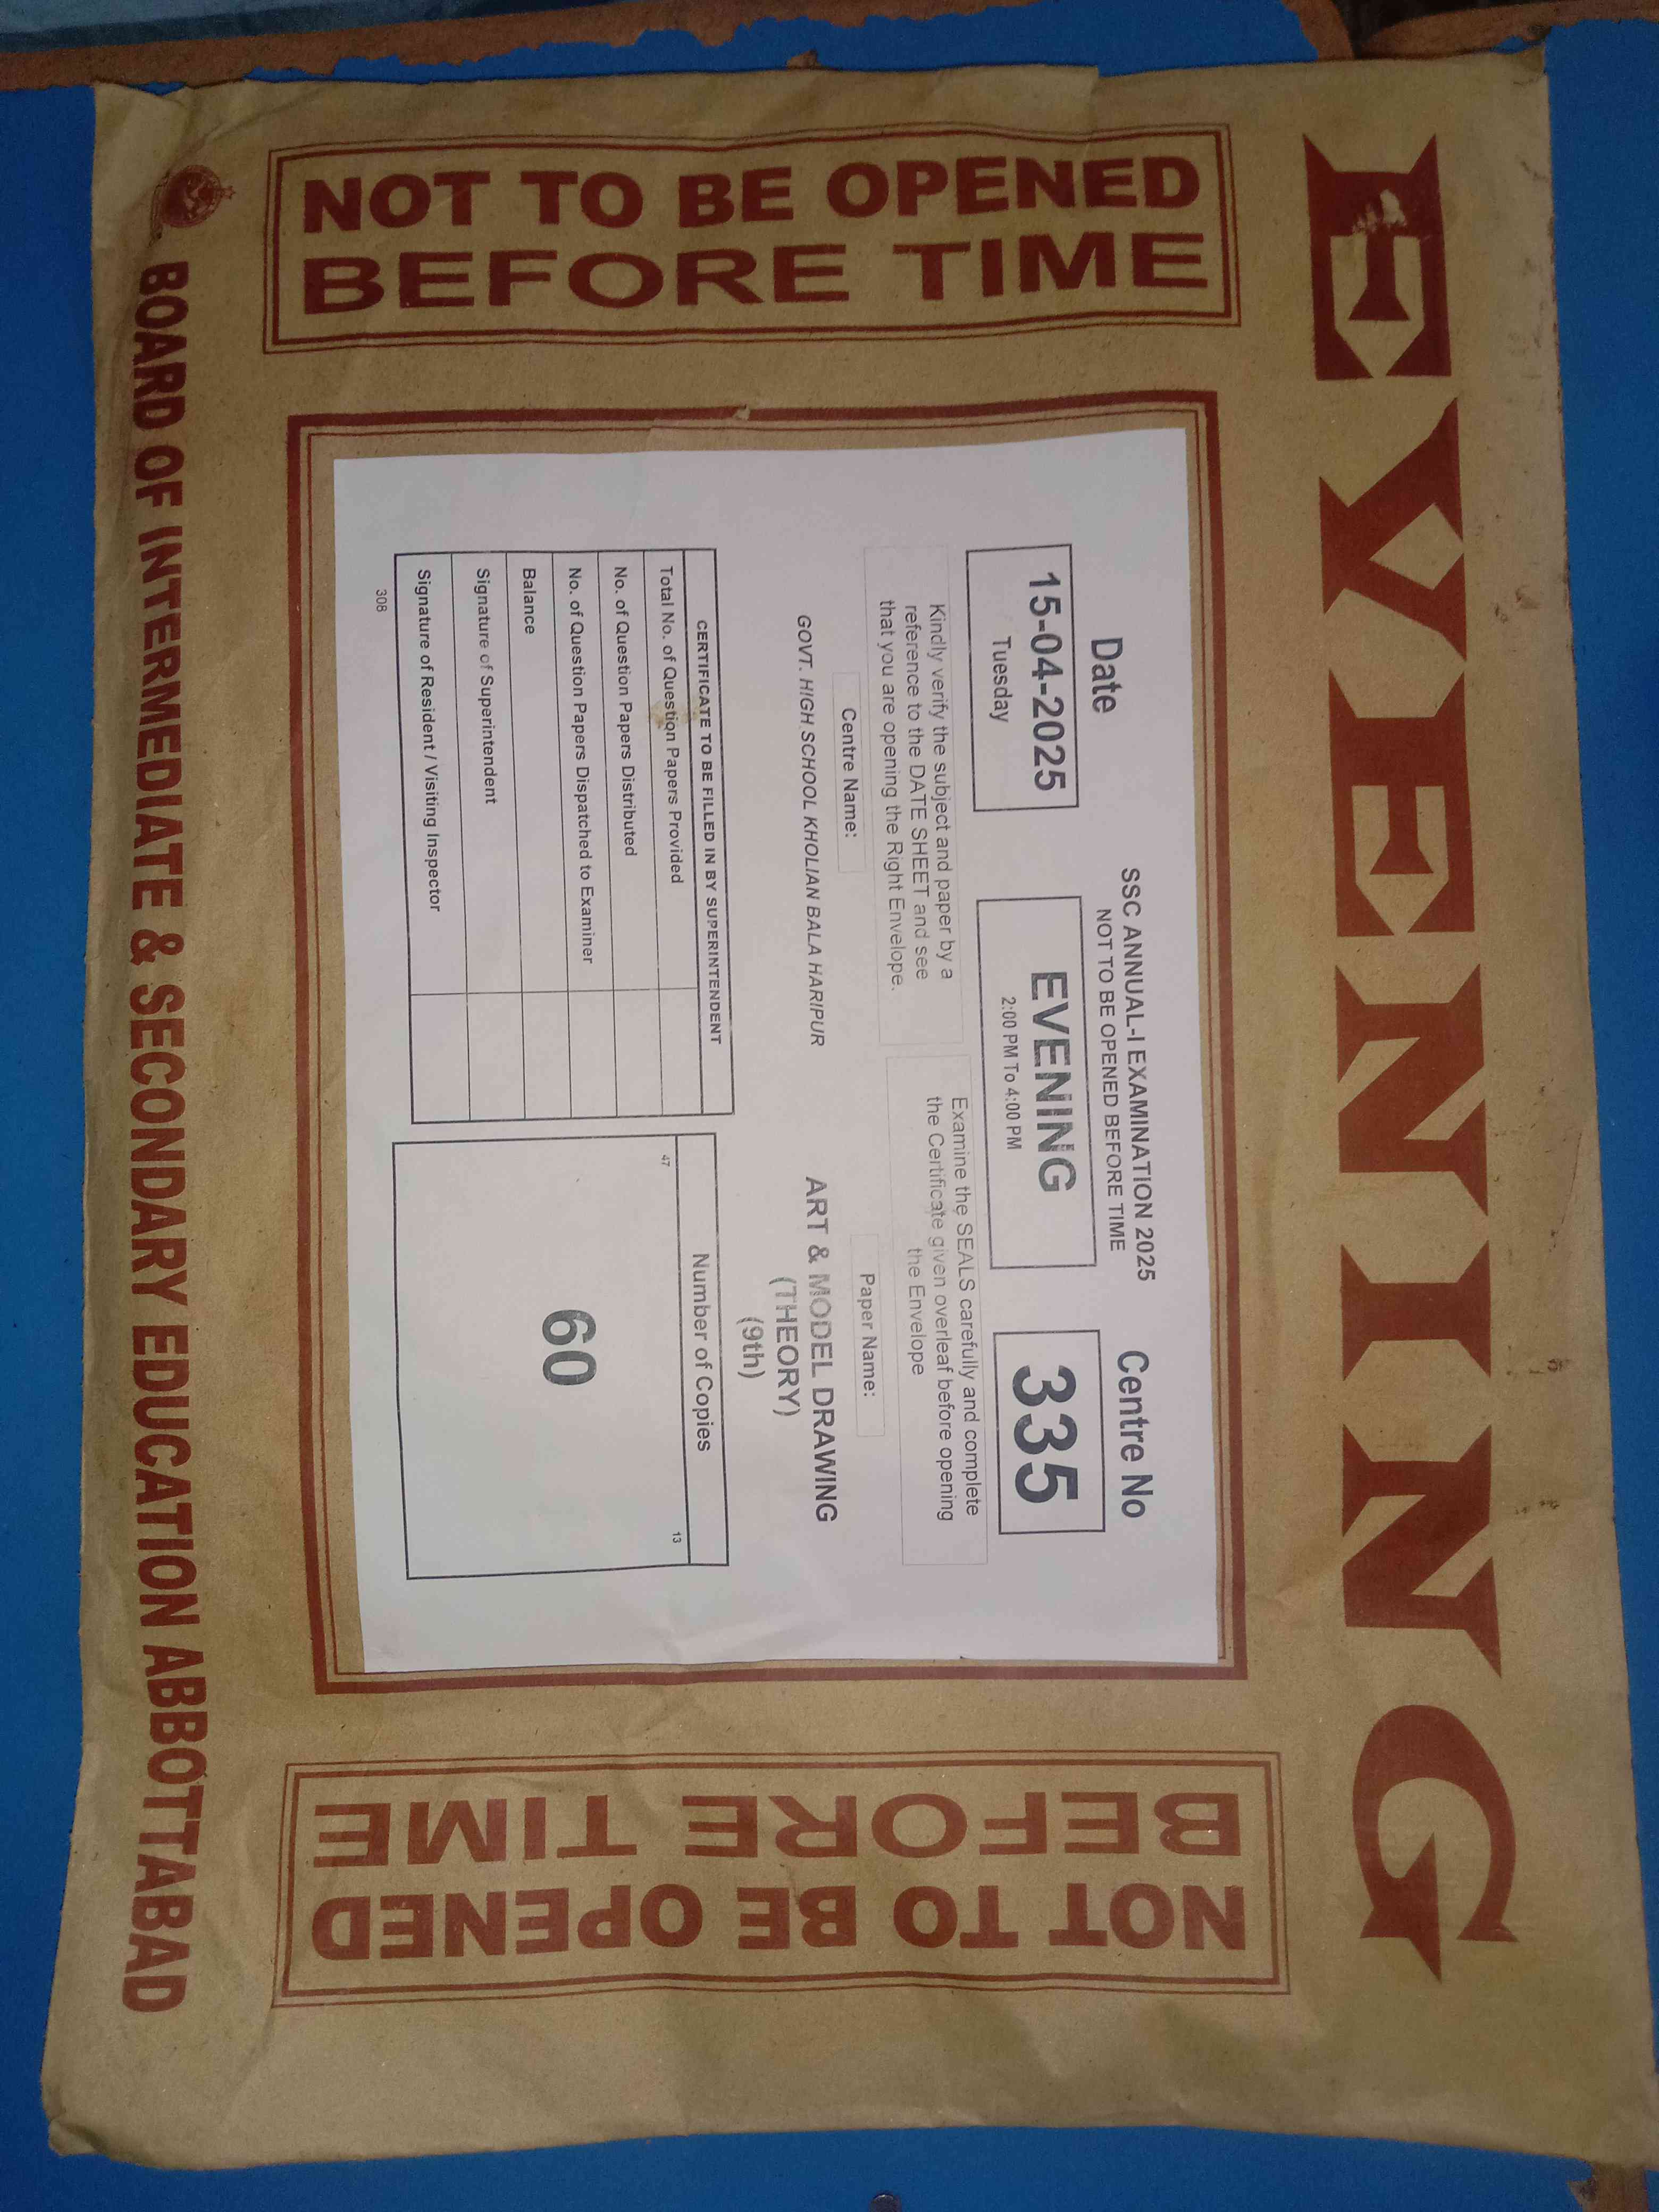 EVENING
NOT TO BE OPENED
BEFORE TIME
Date
15-04-2025
Tuesday
SSC ANNUAL-I EXAMINATION 2025
NOT TO BE OPENED BEFORE TIME
EVENING
2:00 PM To 4:00 PM
Centre No
335
Kindly verify the subject and paper by a
reference to the DATE SHEET and see
that you are opening the Right Envelope.
Examine the SEALS carefully and complete
the Certificate given overleaf before opening
the Envelope
Centre Name:
GOVT. HIGH SCHOOL KHOLIAN BALA HARIPUR
Paper Name:
ART & MODEL DRAWING
(THEORY)
(9th)
CERTIFICATE TO BE FILLED IN BY SUPERINTENDENT
Total No. of Question Papers Provided
No. of Question Papers Distributed
No. of Question Papers Dispatched to Examiner
Balance
Signature of Superintendent
Signature of Resident / Visiting Inspector
308
Number of Copies
47
13
60
NOT TO BE OPENED
BEFORE TIME
BOARD OF INTERMEDIATE & SECONDARY EDUCATION ABBOTTABAD